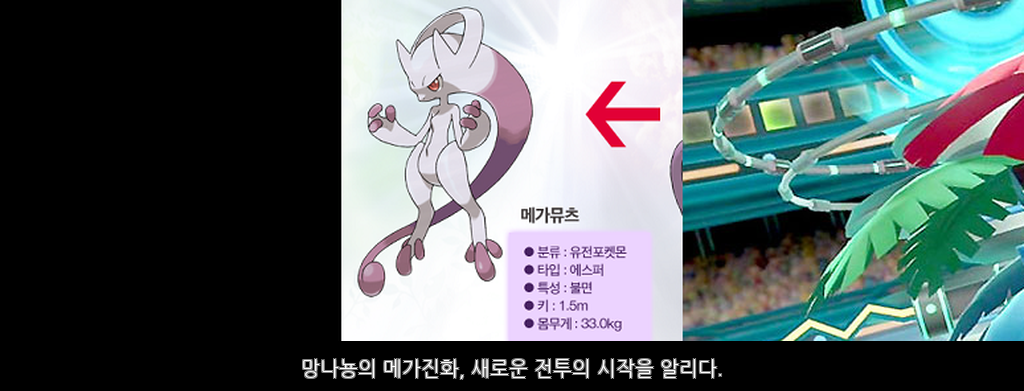 메가뮤츠
● 분류 : 유전포켓몬
● 타입 : 에스퍼
● 특성 : 불면
● 키 : 1.5m
● 몸무게 : 33.0kg
망나뇽의 메가진화, 새로운 전투의 시작을 알리다.